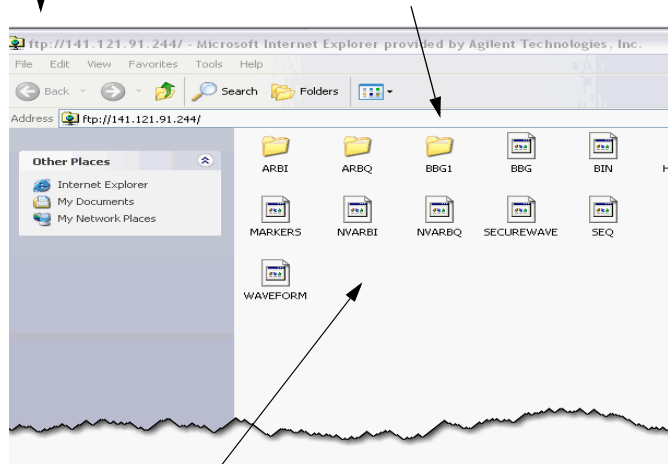 ftp://141.121.91.244/ - Microsoft Internet Explorer provided by Agilent Technologies, Inc.
File Edit View Favorites Tools Help
Back Search Folders
Address ftp://141.121.91.244/
Other Places
Internet Explorer
My Documents
My Network Places
ARBI ARBQ BBG1 BBG BIN
MARKERS NVARBI NVARBQ SECUREWAVE SEQ
WAVEFORM